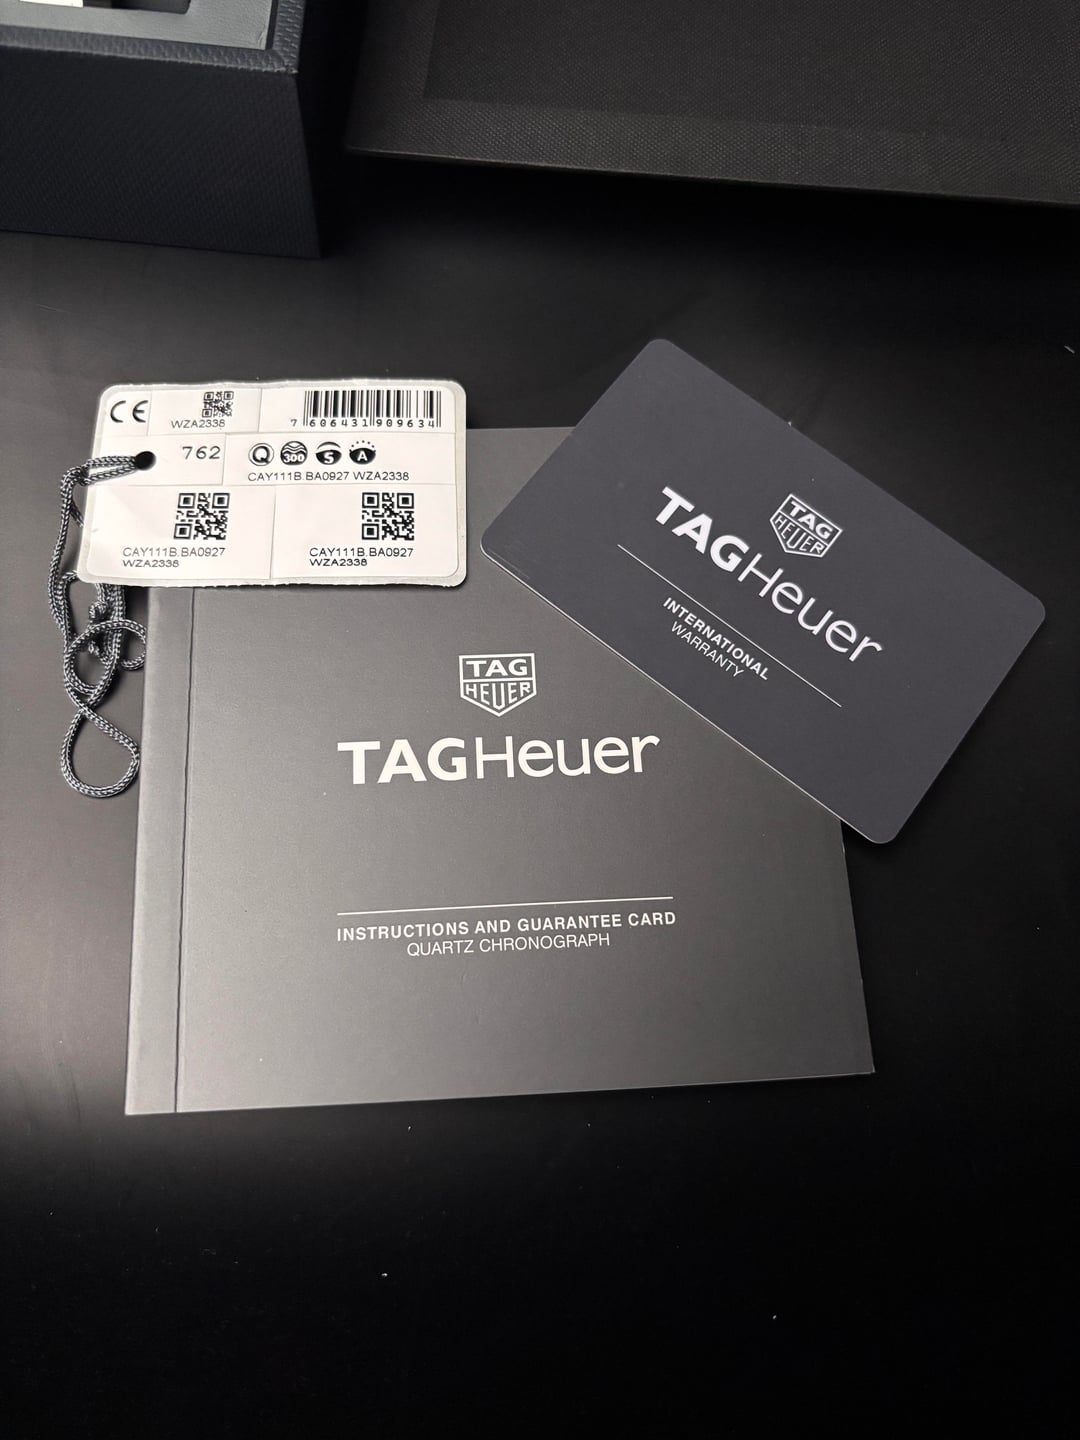 CE
WZA2338
7 606431 909634
762
Q 300 S A
CAY111B.BA0927 WZA2338
CAY111B.BA0927
WZA2338
CAY111B.BA0927
WZA2338
TAG
HEUER
TAGHeuer
INTERNATIONAL
WARRANTY
TAG
HEUER
TAGHeuer
INSTRUCTIONS AND GUARANTEE CARD
QUARTZ CHRONOGRAPH